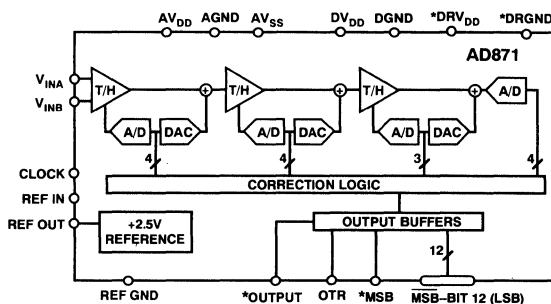 AVDD AGND AVSS DVDD DGND *DRVDD *DRGND
AD871
VINA
VINB
T/H T/H T/H A/D
+ + +
A/D DAC A/D DAC A/D DAC
4 4 3 4
CLOCK
CORRECTION LOGIC
REF IN
REF OUT
+2.5V
REFERENCE
OUTPUT BUFFERS
12
REF GND *OUTPUT OTR *MSB M̅S̅B̅–BIT 12 (LSB)